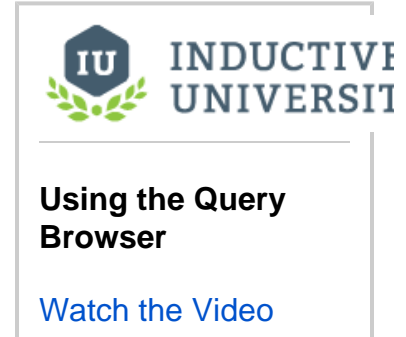 IU
INDUCTIVE
UNIVERSIT
Using the Query
Browser
Watch the Video